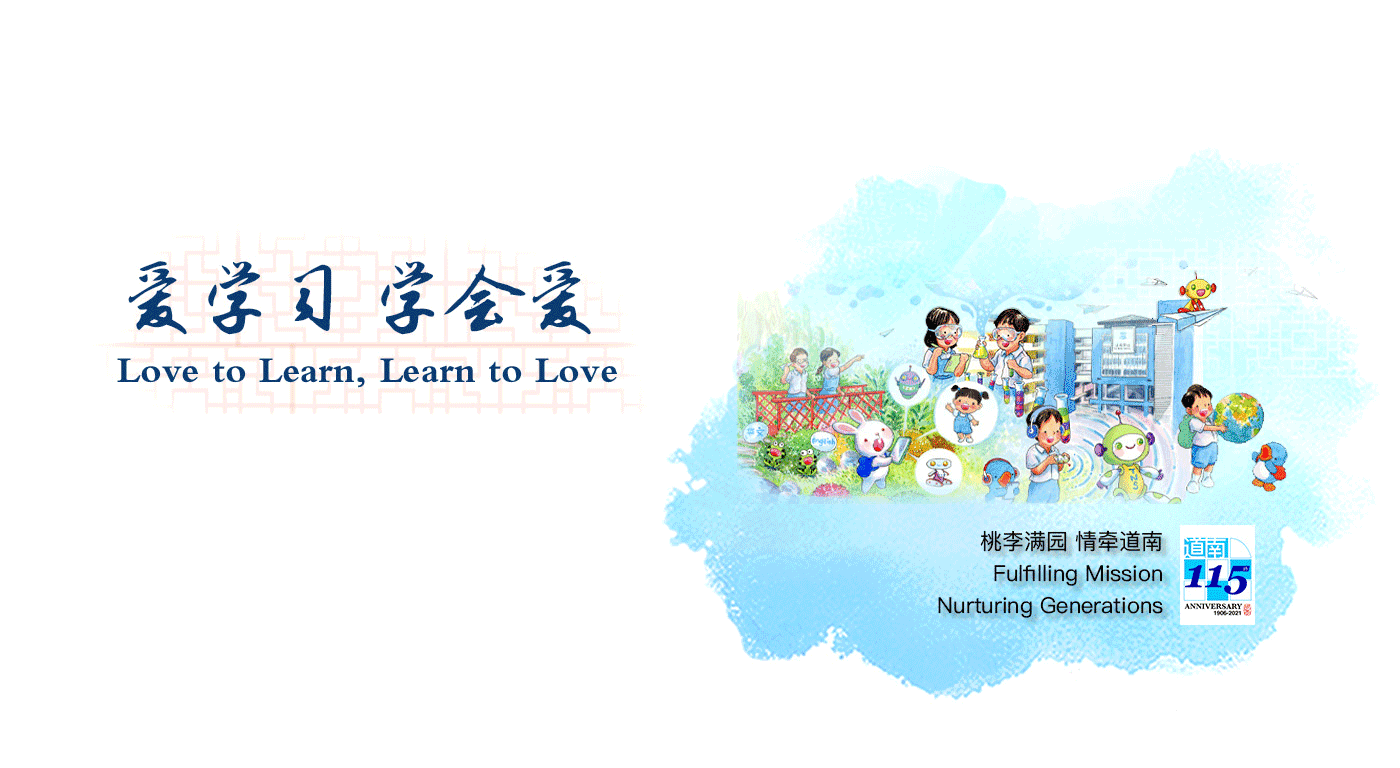 爱学习 学会爱
Love to Learn, Learn to Love
English
桃李满园 情牵道南
Fulfilling Mission
Nurturing Generations
道南
115
ANNIVERSARY
1906-2021